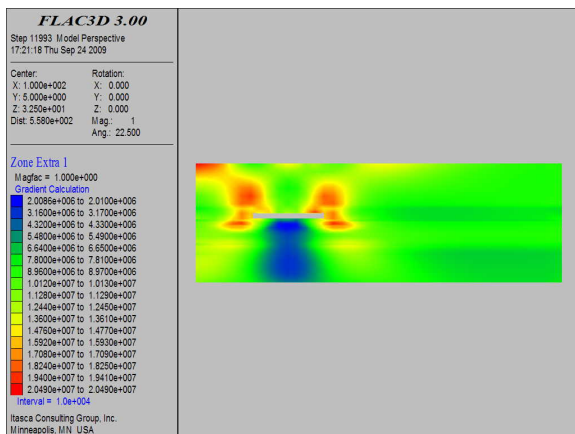 FLAC3D 3.00
Step 11993 Model Perspective
17:21:18 Thu Sep 24 2009
Center: Rotation:
X: 1.000e+002 X: 0.000
Y: 5.000e+000 Y: 0.000
Z: 3.250e+001 Z: 0.000
Dist: 5.580e+002 Mag.: 1
Ang.: 22.500
Zone Extra 1
Magfac = 1.000e+000
Gradient Calculation
2.0086e+006 to 2.0100e+006
3.1600e+006 to 3.1700e+006
4.3200e+006 to 4.3300e+006
5.4800e+006 to 5.4900e+006
6.6400e+006 to 6.6500e+006
7.8000e+006 to 7.8100e+006
8.9600e+006 to 8.9700e+006
1.0120e+007 to 1.0130e+007
1.1280e+007 to 1.1290e+007
1.2440e+007 to 1.2450e+007
1.3600e+007 to 1.3610e+007
1.4760e+007 to 1.4770e+007
1.5920e+007 to 1.5930e+007
1.7080e+007 to 1.7090e+007
1.8240e+007 to 1.8250e+007
1.9400e+007 to 1.9410e+007
2.0490e+007 to 2.0490e+007
Interval = 1.0e+004
Itasca Consulting Group, Inc.
Minneapolis, MN USA